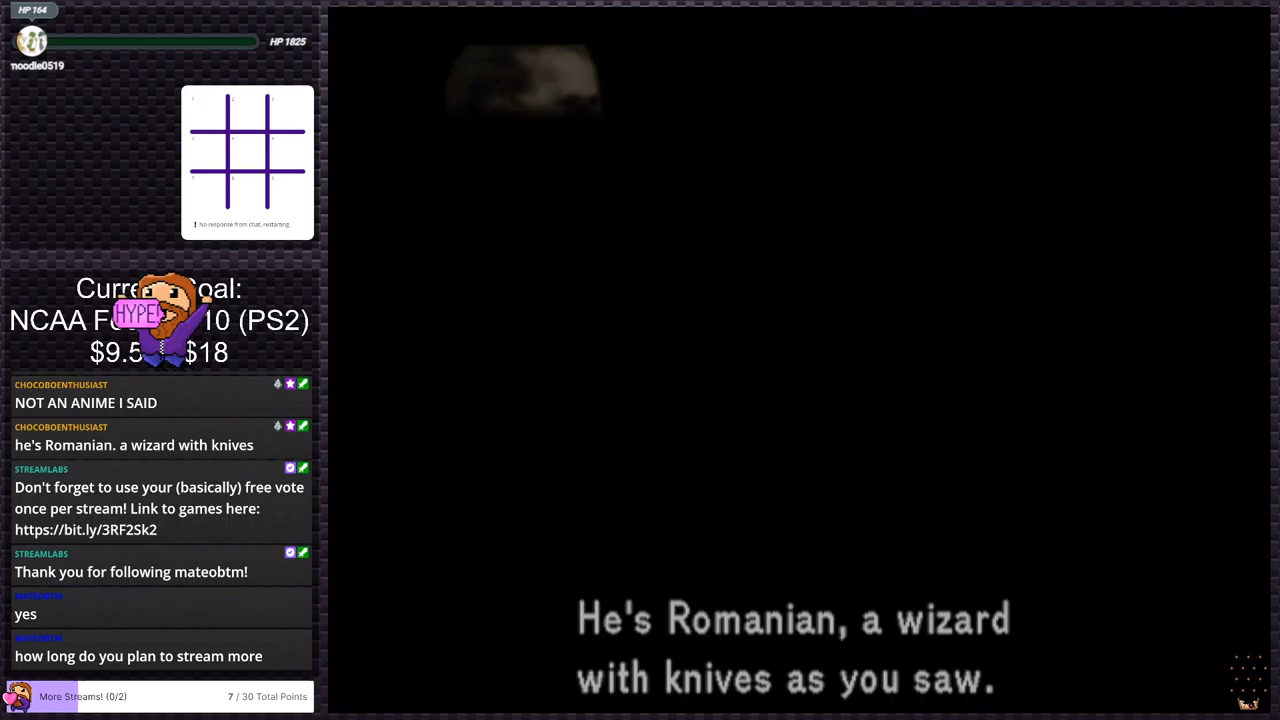 HP 164
HP 1825
noodle0519
! No response from chat, restarting.
HYPE!
NCAA
10 (PS2)
$18
CHOCOBOENTHUSIAST
NOT AN ANIME I SAID
CHOCOBOENTHUSIAST
he's Romanian. a wizard with knives
STREAMLABS
Don't forget to use your (basically) free vote
once per stream! Link to games here:
https://bit.ly/3RF2Sk2
STREAMLABS
Thank you for following mateobtm!
MATEOBTM
yes
MATEOBTM
how long do you plan to stream more
More Streams! (0/2)
7 / 30 Total Points
He's Romanian, a wizard
with knives as you saw.